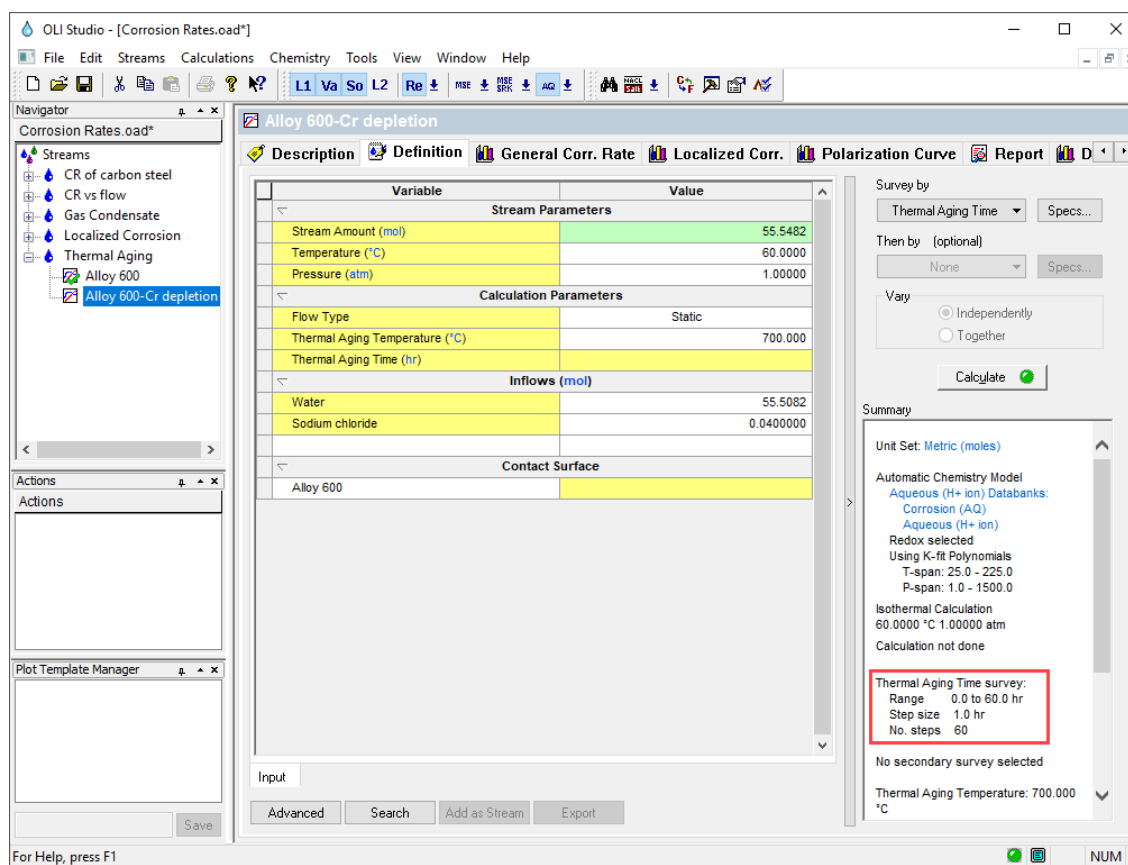 OLI Studio - [Corrosion Rates.oad*]
File Edit Streams Calculations Chemistry Tools View Window Help
L1 Va So L2 Re MSE MSE SRK AQ
Navigator
Corrosion Rates.oad*
Streams
CR of carbon steel
CR vs flow
Gas Condensate
Localized Corrosion
Thermal Aging
Alloy 600
Alloy 600-Cr depletion
Actions
Actions
Plot Template Manager
Save
Alloy 600-Cr depletion
Description Definition General Corr. Rate Localized Corr. Polarization Curve Report D
Variable Value
Stream Parameters
Stream Amount (mol) 55.5482
Temperature (°C) 60.0000
Pressure (atm) 1.00000
Calculation Parameters
Flow Type Static
Thermal Aging Temperature (°C) 700.000
Thermal Aging Time (hr)
Inflows (mol)
Water 55.5082
Sodium chloride 0.0400000
Contact Surface
Alloy 600
Input
Advanced Search Add as Stream Export
Survey by
Thermal Aging Time Specs...
Then by (optional)
None Specs...
Vary
Independently
Together
Calculate
Summary
Unit Set: Metric (moles)
Automatic Chemistry Model
Aqueous (H+ ion) Databanks:
Corrosion (AQ)
Aqueous (H+ ion)
Redox selected
Using K-fit Polynomials
T-span: 25.0 - 225.0
P-span: 1.0 - 1500.0
Isothermal Calculation
60.0000 °C 1.00000 atm
Calculation not done
Thermal Aging Time survey:
Range 0.0 to 60.0 hr
Step size 1.0 hr
No. steps 60
No secondary survey selected
Thermal Aging Temperature: 700.000
°C
For Help, press F1
NUM